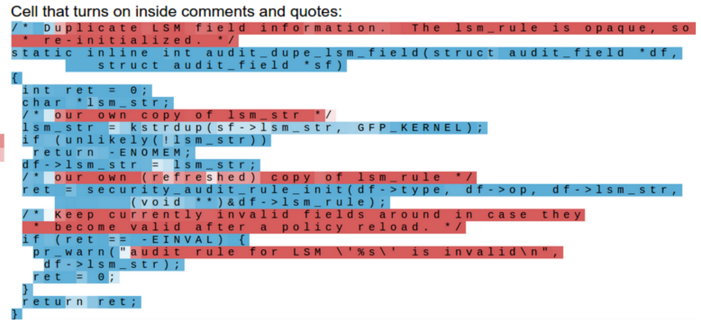 Cell that turns on inside comments and quotes:
/* Duplicate LSM field information.  The lsm_rule is opaque, so
 * re-initialized. */
static inline int audit_dupe_lsm_field(struct audit_field *df,
        struct audit_field *sf)
{
 int ret = 0;
 char *lsm_str;
 /* our own copy of lsm_str */
 lsm_str = kstrdup(sf->lsm_str, GFP_KERNEL);
 if (unlikely(!lsm_str))
  return -ENOMEM;
 df->lsm_str = lsm_str;
 /* our own (refreshed) copy of lsm_rule */
 ret = security_audit_rule_init(df->type, df->op, df->lsm_str,
           (void **)&df->lsm_rule);
 /* Keep currently invalid fields around in case they
  * become valid after a policy reload. */
 if (ret == -EINVAL) {
  pr_warn("audit rule for LSM \'%s\' is invalid\n",
   df->lsm_str);
  ret = 0;
 }
 return ret;
}